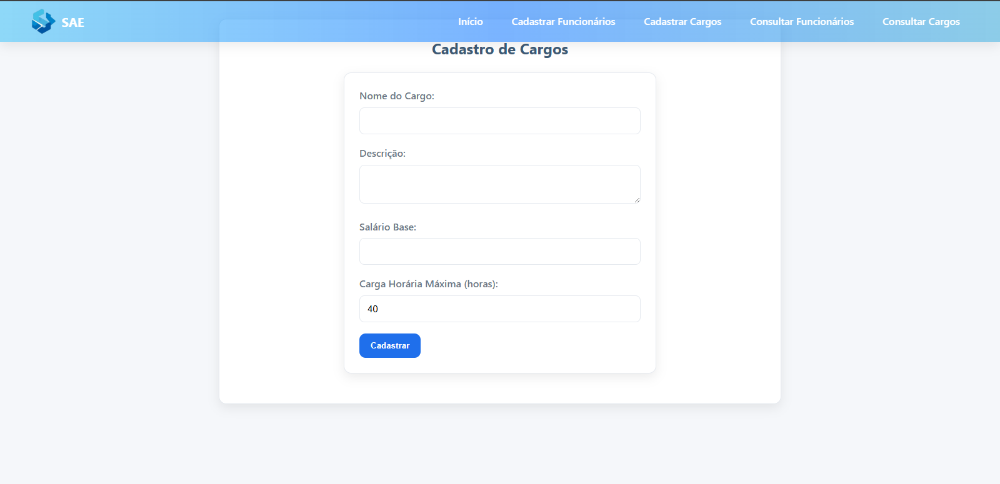 SAE
Início Cadastrar Funcionários Cadastrar Cargos Consultar Funcionários Consultar Cargos
Cadastro de Cargos
Nome do Cargo:
Descrição:
Salário Base:
Carga Horária Máxima (horas):
40
Cadastrar